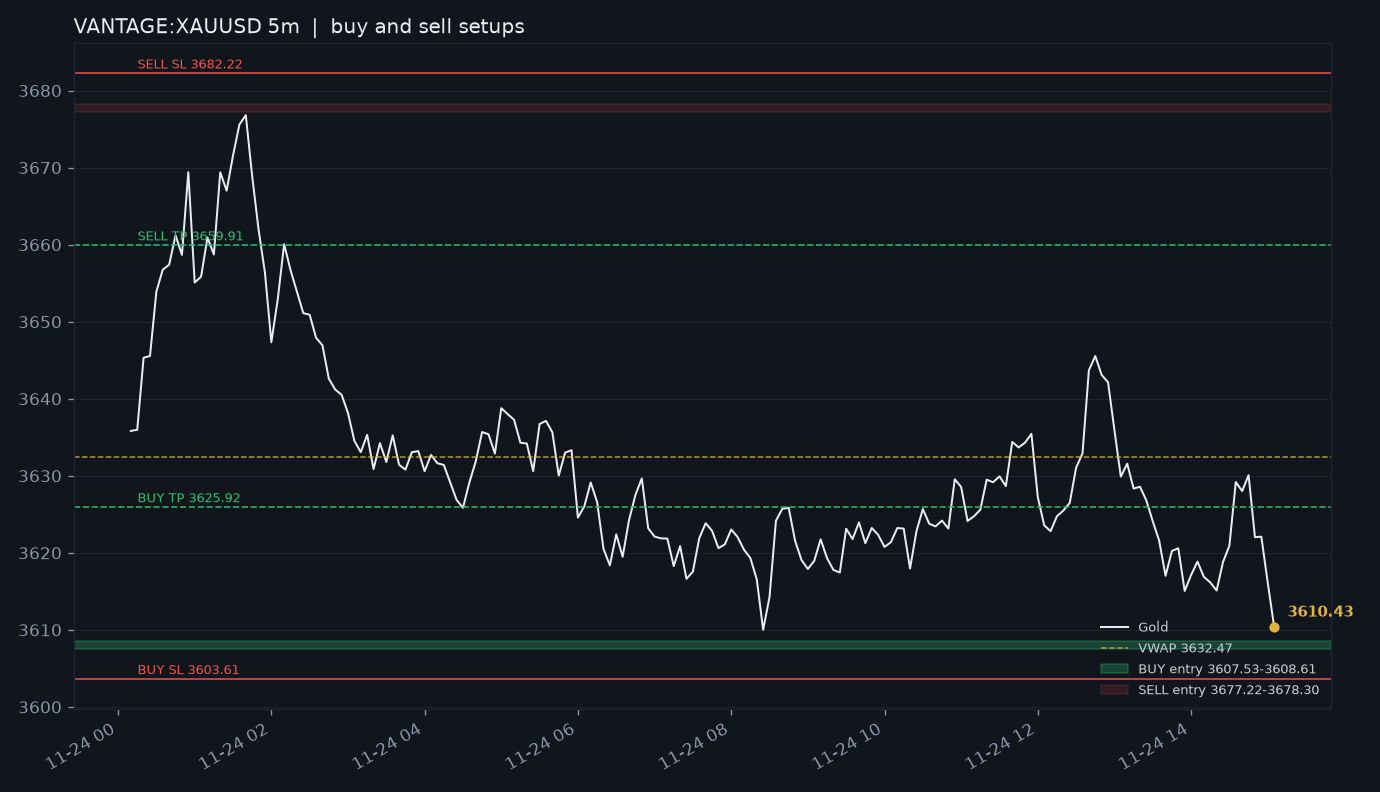 VANTAGE:XAUUSD 5m | buy and sell setups
SELL SL 3682.22
3680
3670
SELL TP 3659.91
3660
3650
3640
3630
BUY TP 3625.92
3620
3610.43
3610
Gold
VWAP 3632.47
BUY SL 3603.61
BUY entry 3607.53-3608.61
SELL entry 3677.22-3678.30
3600
11-24 00
11-24 02
11-24 04
11-24 06
11-24 08
11-24 10
11-24 12
11-24 14